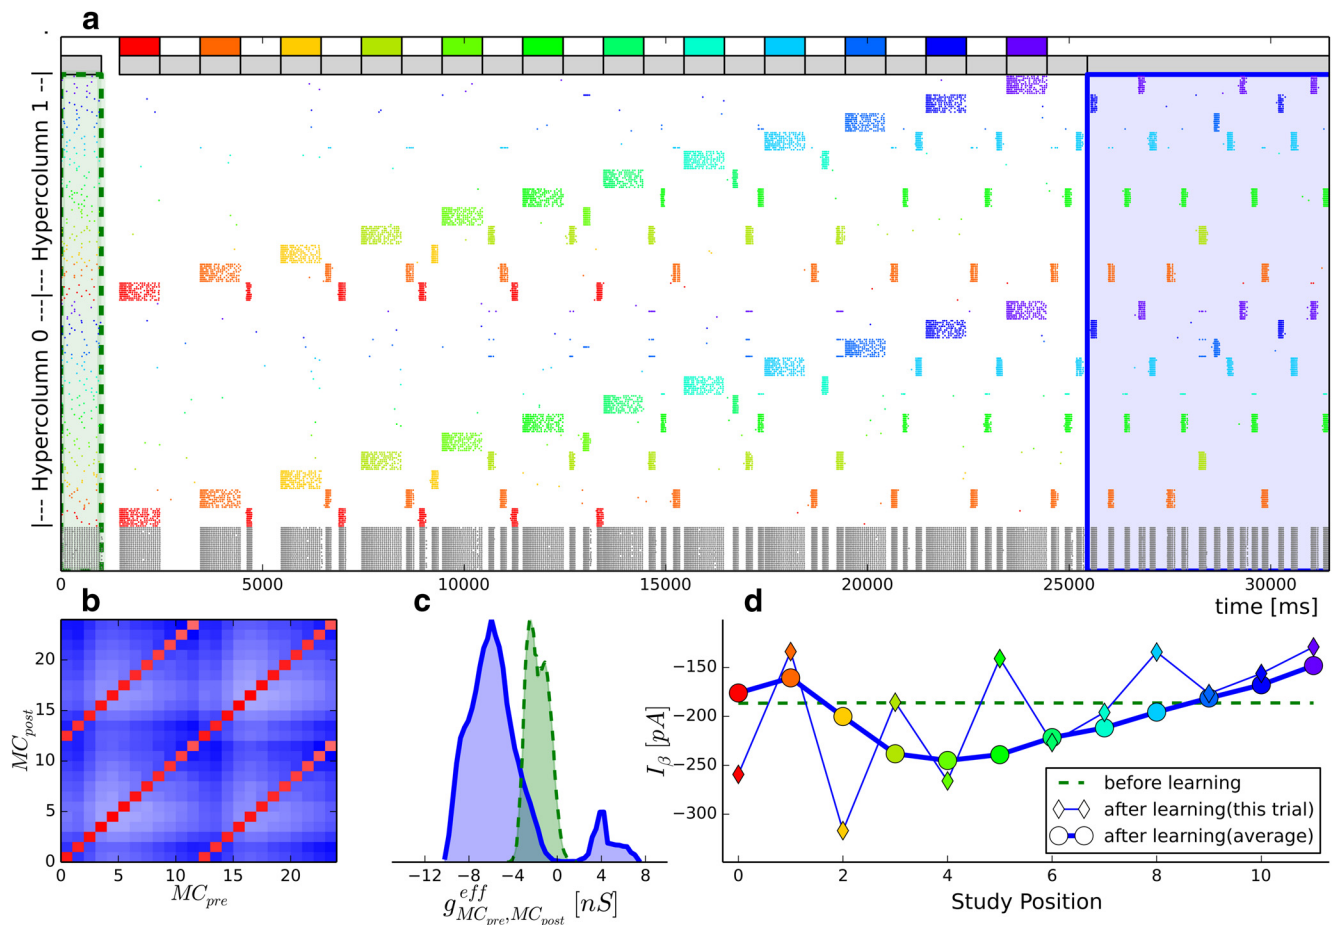 a
|--- Hypercolumn 0 ---|--- Hypercolumn 1 --|
0 5000 10000 15000 20000 25000 30000
time [ms]
b
20
15
10
5
0
0 5 10 15 20
MC_post
MC_pre
c
−12 −8 −4 0 4 8
g^eff_MC_pre,MC_post [nS]
d
−150
−200
−250
−300
I_β [pA]
before learning
after learning(this trial)
after learning(average)
0 2 4 6 8 10
Study Position